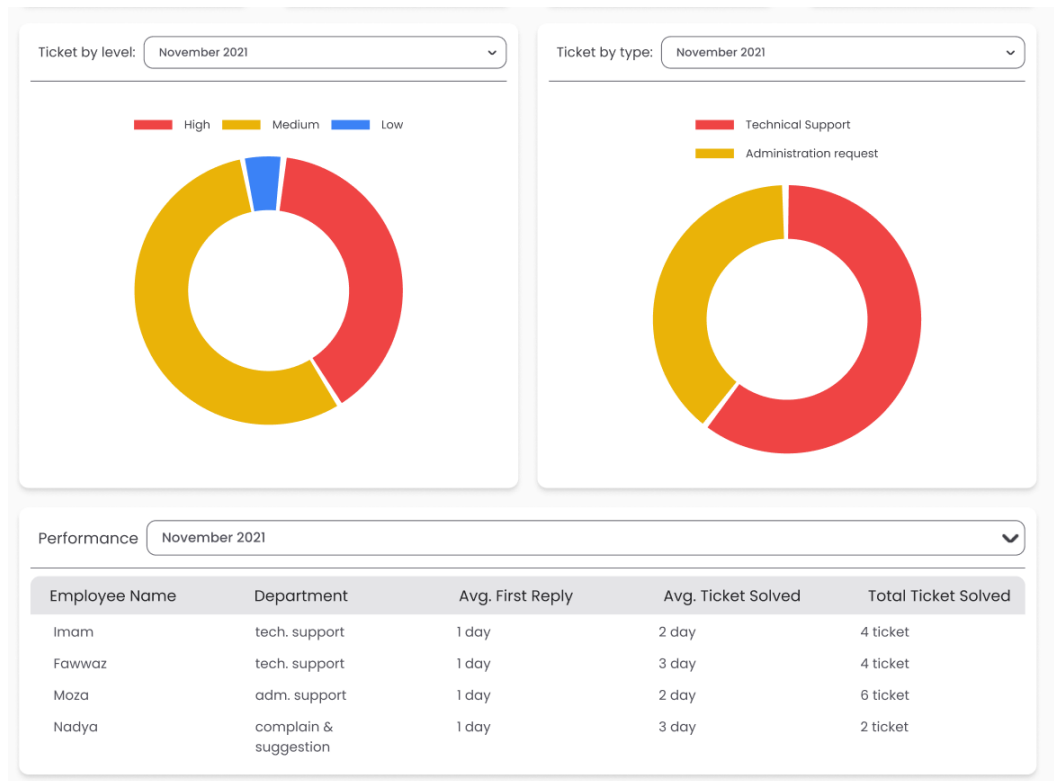 Ticket by level: November 2021
High Medium Low
Ticket by type: November 2021
Technical Support
Administration request
Performance November 2021
Employee Name Department Avg. First Reply Avg. Ticket Solved Total Ticket Solved
Imam tech. support 1 day 2 day 4 ticket
Fawwaz tech. support 1 day 3 day 4 ticket
Moza adm. support 1 day 2 day 6 ticket
Nadya complain & 1 day 3 day 2 ticket
suggestion